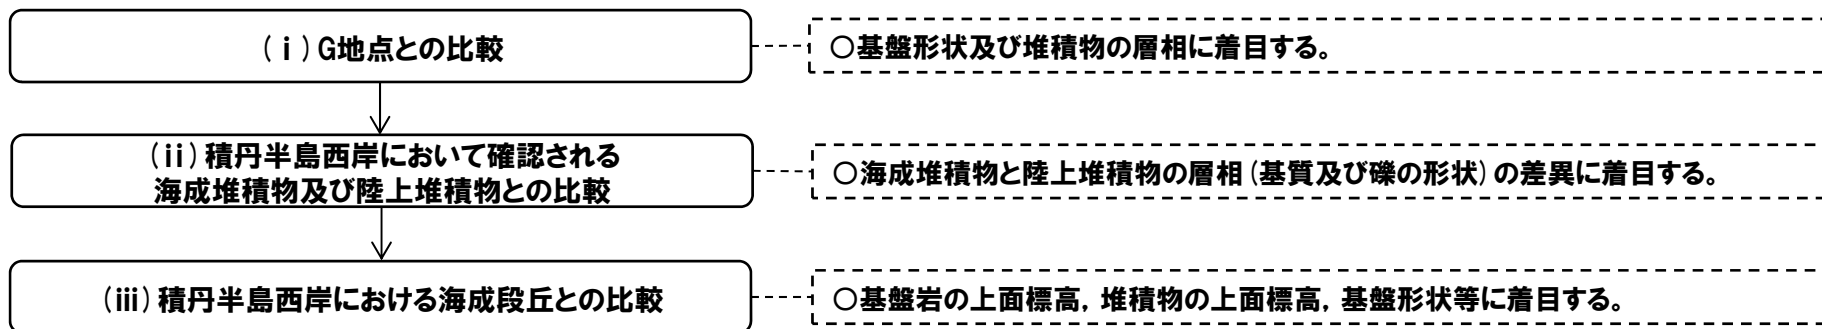 (ⅰ)G地点との比較
○基盤形状及び堆積物の層相に着目する。
(ii)積丹半島西岸において確認される
海成堆積物及び陸上堆積物との比較
○海成堆積物と陸上堆積物の層相(基質及び礫の形状)の差異に着目する。
(iii)積丹半島西岸における海成段丘との比較
○基盤岩の上面標高,堆積物の上面標高,基盤形状等に着目する。